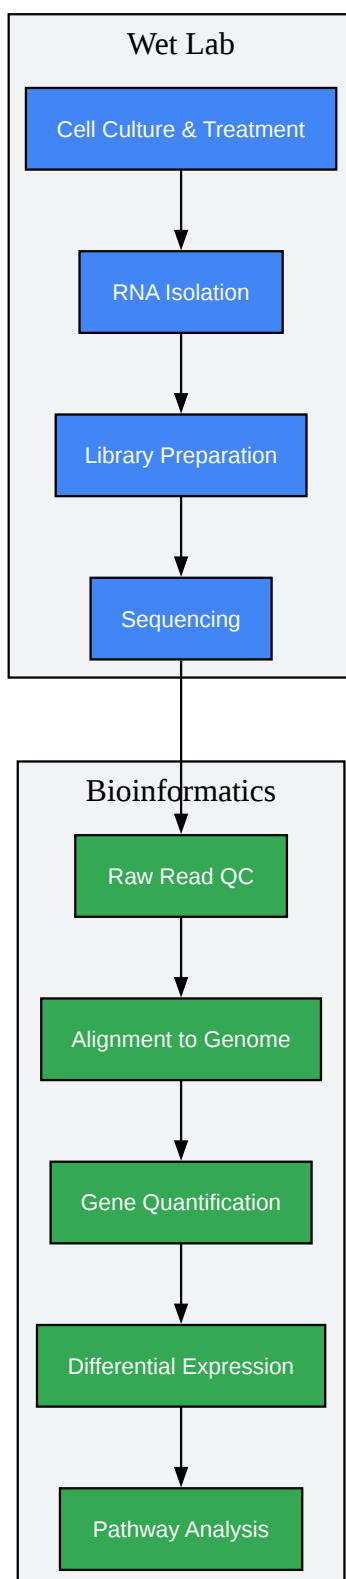 Wet Lab
Cell Culture & Treatment
RNA Isolation
Library Preparation
Sequencing
Bioinformatics
Raw Read QC
Alignment to Genome
Gene Quantification
Differential Expression
Pathway Analysis